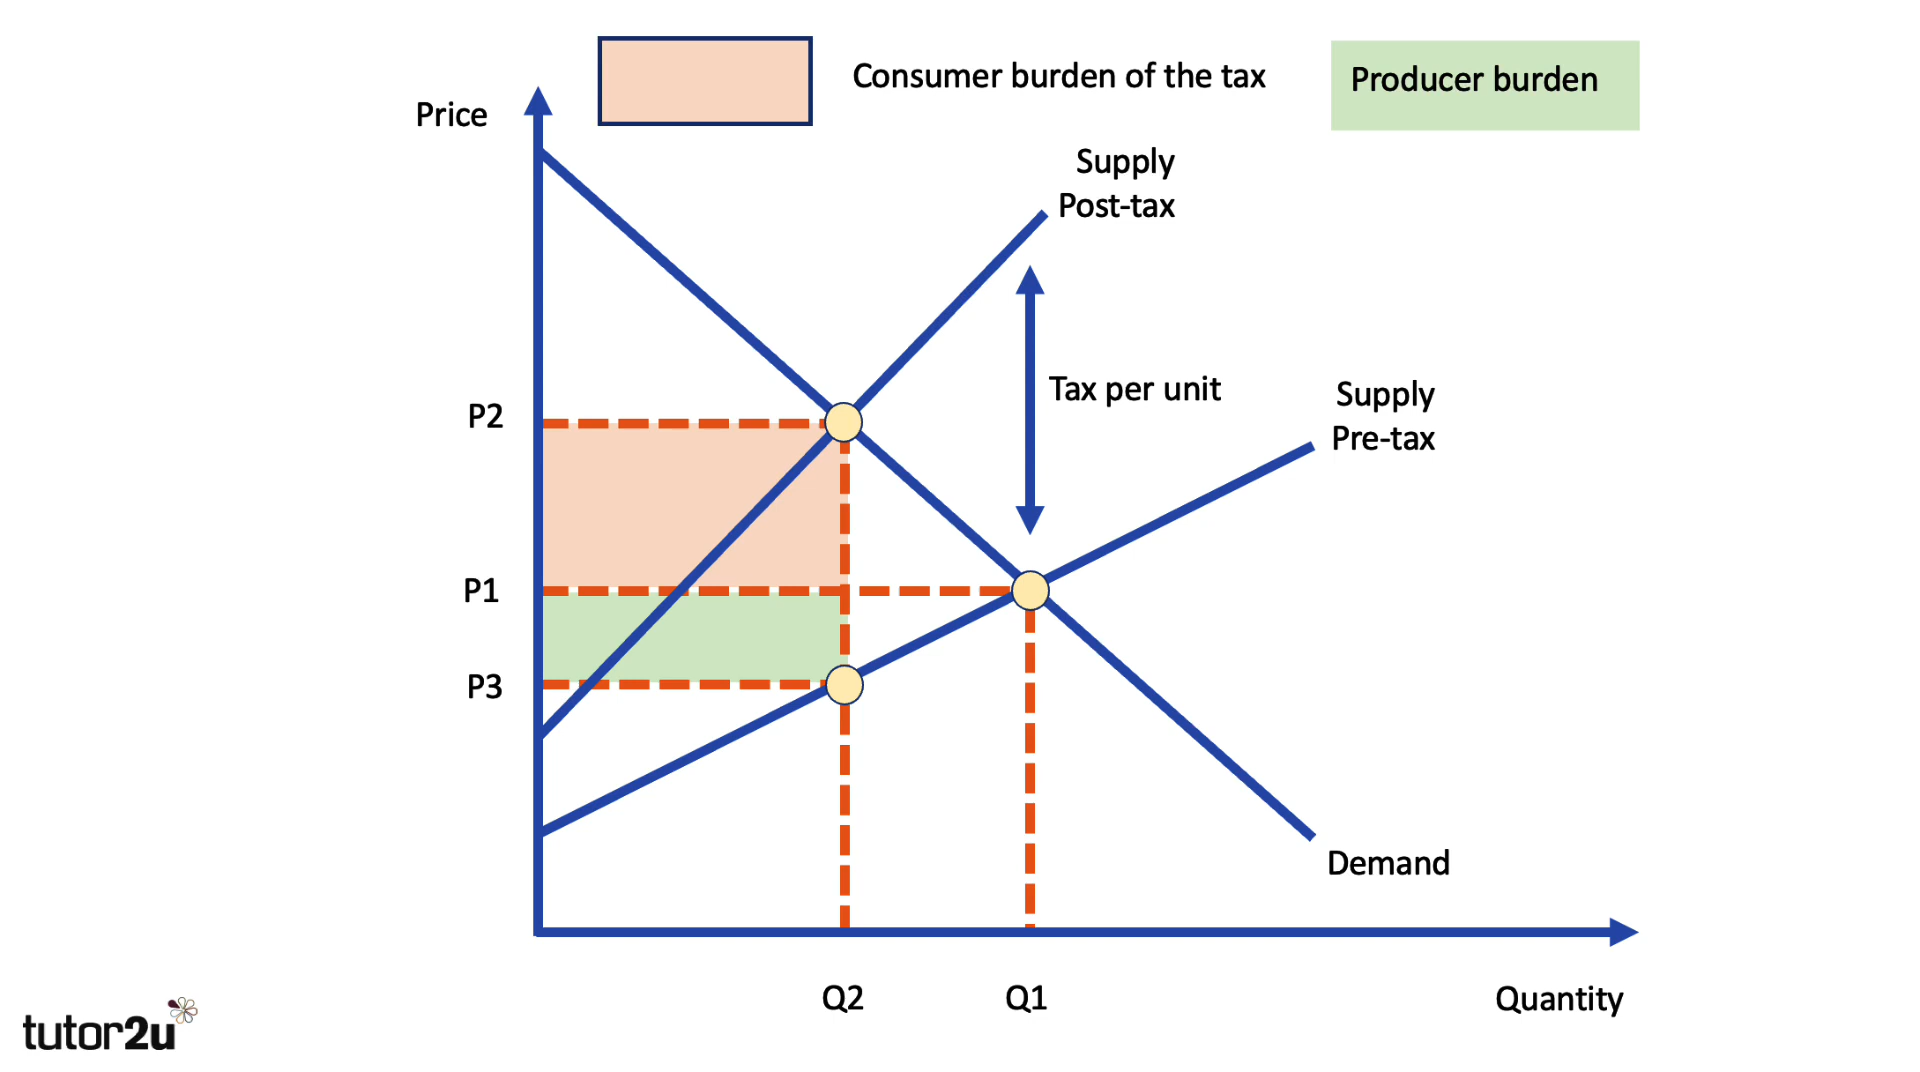 Consumer burden of the tax
Producer burden
Price
Supply
Post-tax
Tax per unit
Supply
Pre-tax
P2
P1
P3
Demand
Q2
Q1
Quantity
tutor2u